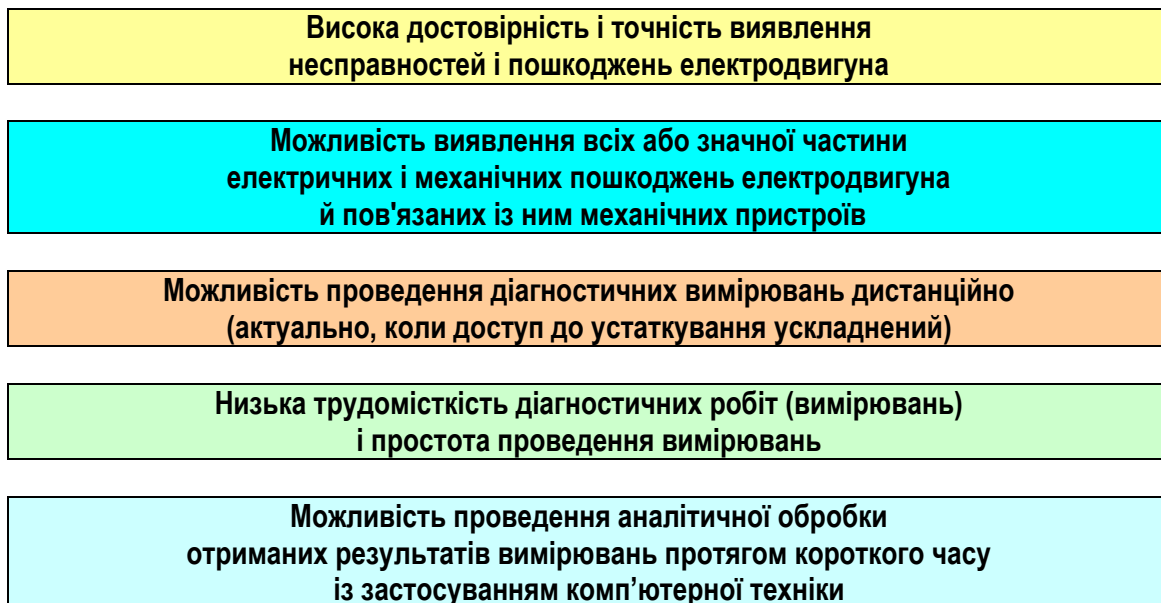 Висока достовірність і точність виявлення
несправностей і пошкоджень електродвигуна
Можливість виявлення всіх або значної частини
електричних і механічних пошкоджень електродвигуна
й пов'язаних із ним механічних пристроїв
Можливість проведення діагностичних вимірювань дистанційно
(актуально, коли доступ до устаткування ускладнений)
Низька трудомісткість діагностичних робіт (вимірювань)
і простота проведення вимірювань
Можливість проведення аналітичної обробки
отриманих результатів вимірювань протягом короткого часу
із застосуванням комп’ютерної техніки